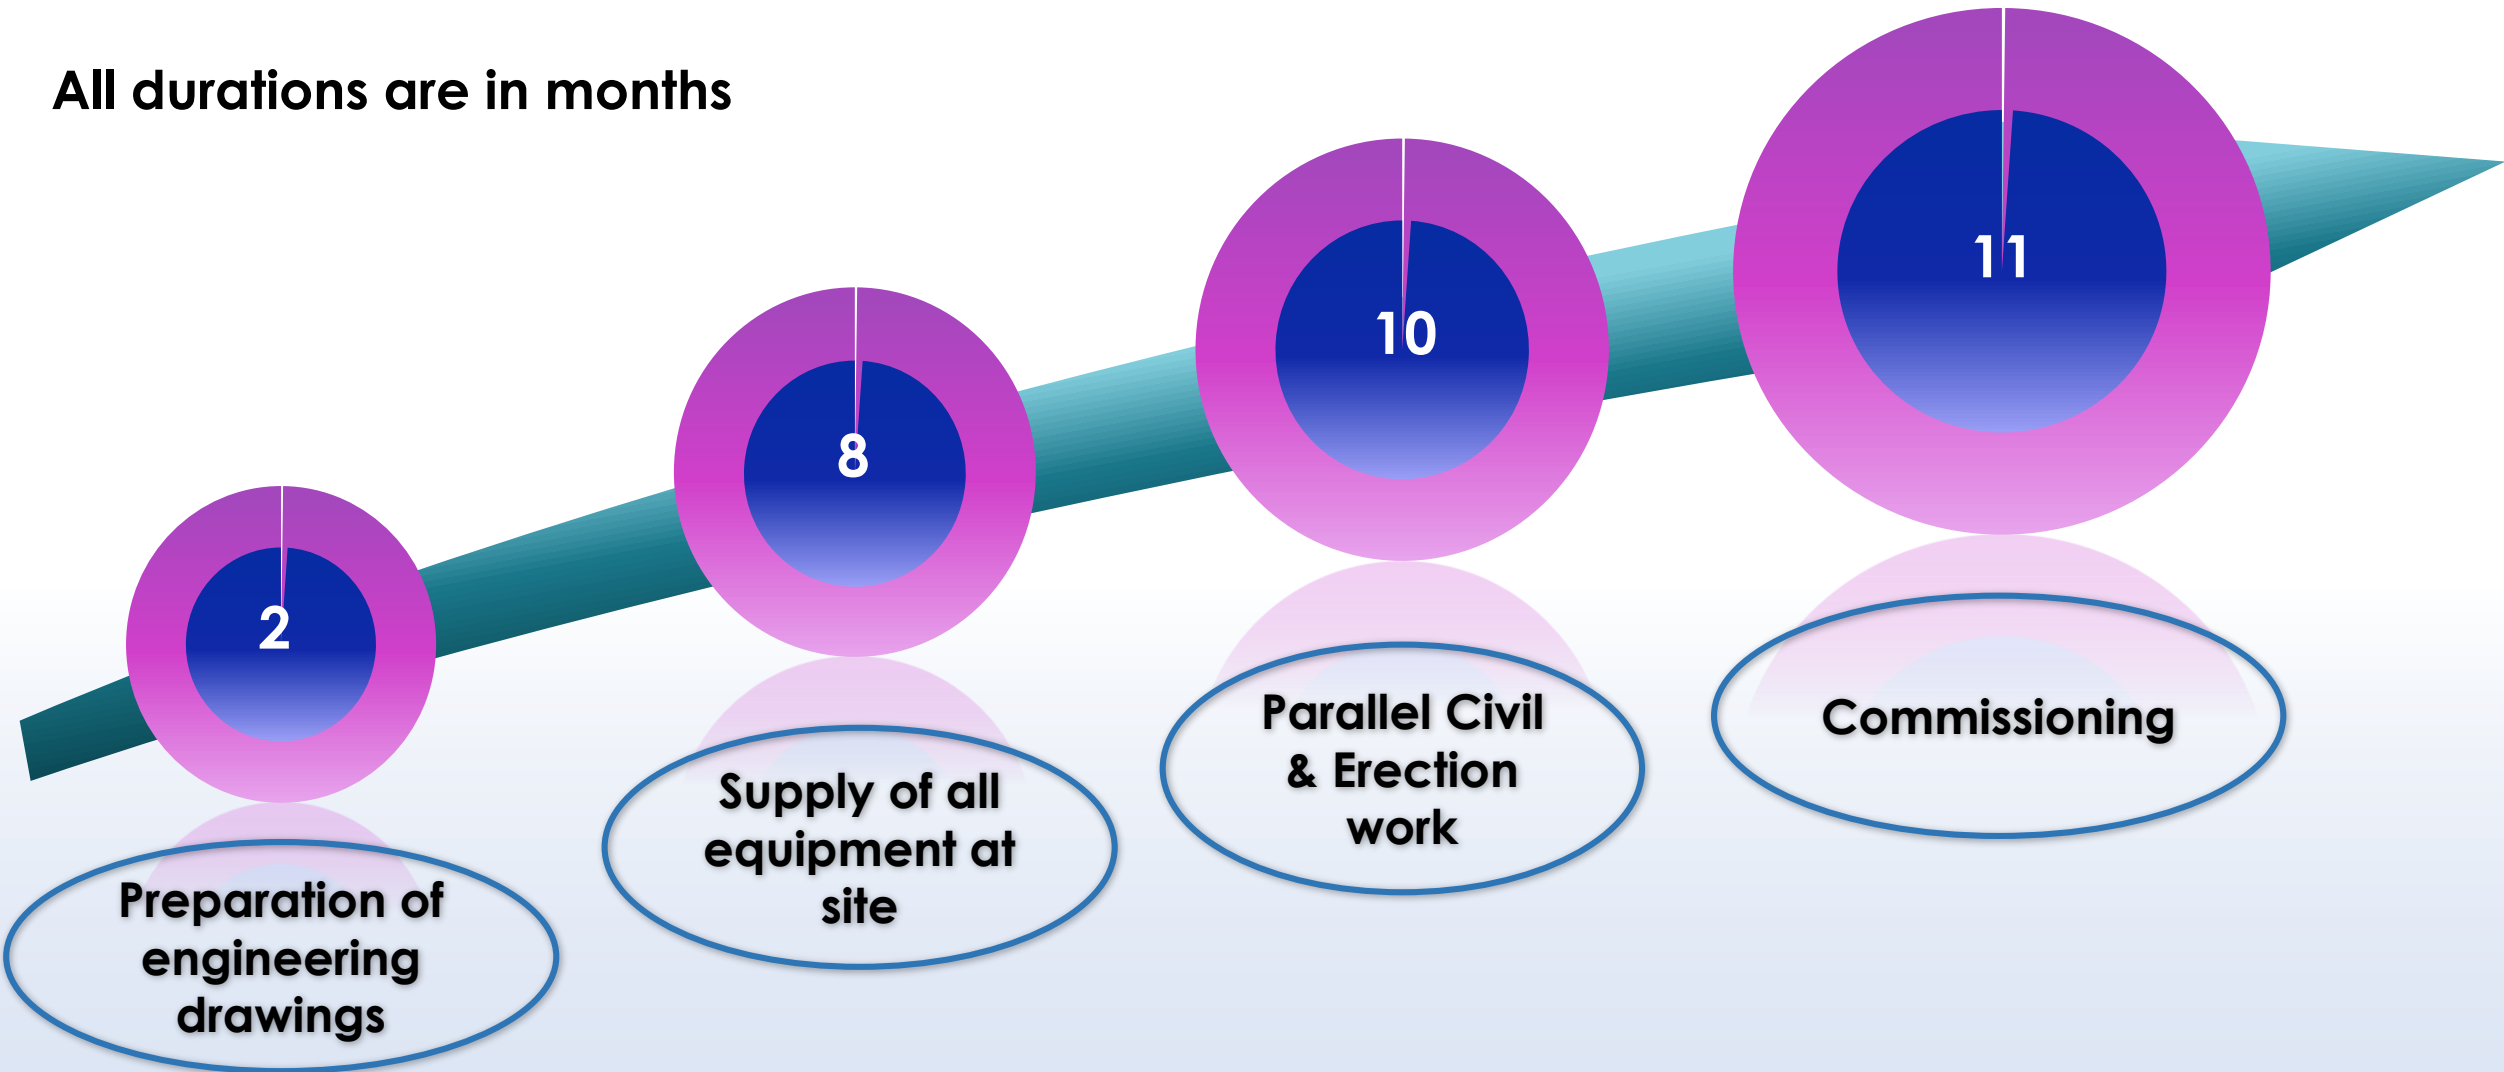 All durations are in months
2
Preparation of
engineering
drawings
8
Supply of all
equipment at
site
10
Parallel Civil
& Erection
work
11
Commissioning